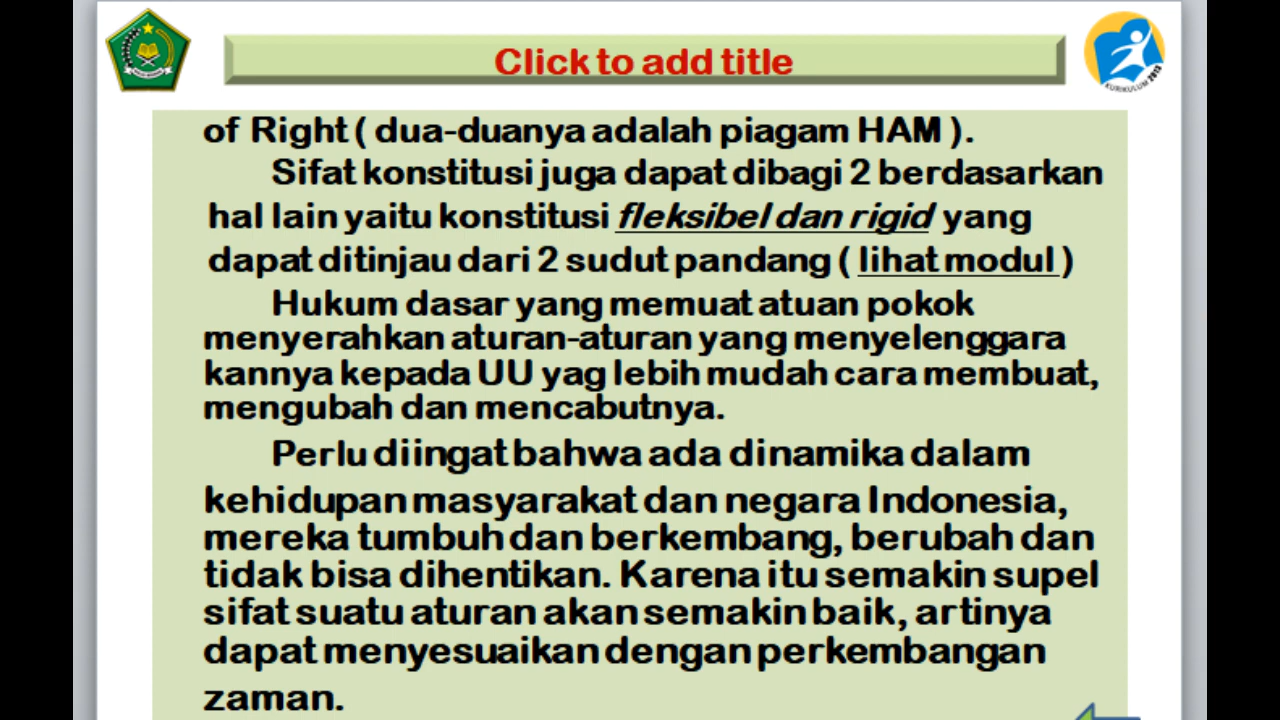 Click to add title
KURIKULUM 2013
of Right ( dua-duanya adalah piagam HAM ).
Sifat konstitusi juga dapat dibagi 2 berdasarkan
hal lain yaitu konstitusi fleksibel dan rigid yang
dapat ditinjau dari 2 sudut pandang ( lihat modul )
Hukum dasar yang memuat atuan pokok
menyerahkan aturan-aturan yang menyelenggara
kannya kepada UU yag lebih mudah cara membuat,
mengubah dan mencabutnya.
Perlu diingat bahwa ada dinamika dalam
kehidupan masyarakat dan negara Indonesia,
mereka tumbuh dan berkembang, berubah dan
tidak bisa dihentikan. Karena itu semakin supel
sifat suatu aturan akan semakin baik, artinya
dapat menyesuaikan dengan perkembangan
zaman.